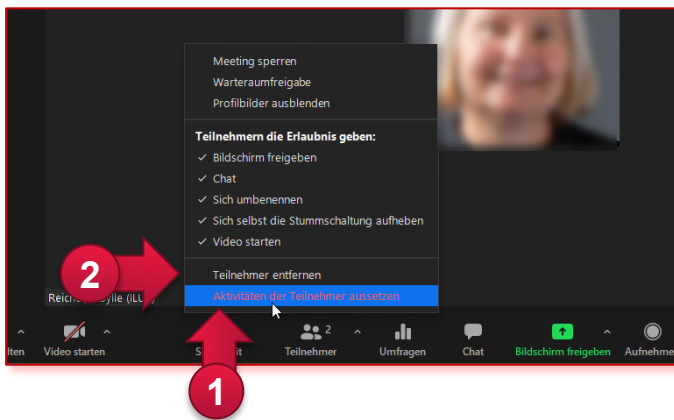 Meeting sperren
Warteraumfreigabe
Profilbilder ausblenden
Teilnehmern die Erlaubnis geben:
Bildschirm freigeben
Chat
Sich umbenennen
Sich selbst die Stummschaltung aufheben
Video starten
2
Teilnehmer entfernen
Aktivitäten der Teilnehmer aussetzen
2
Video starten Teilnehmer Umfragen Chat Bildschirm freigeben
1